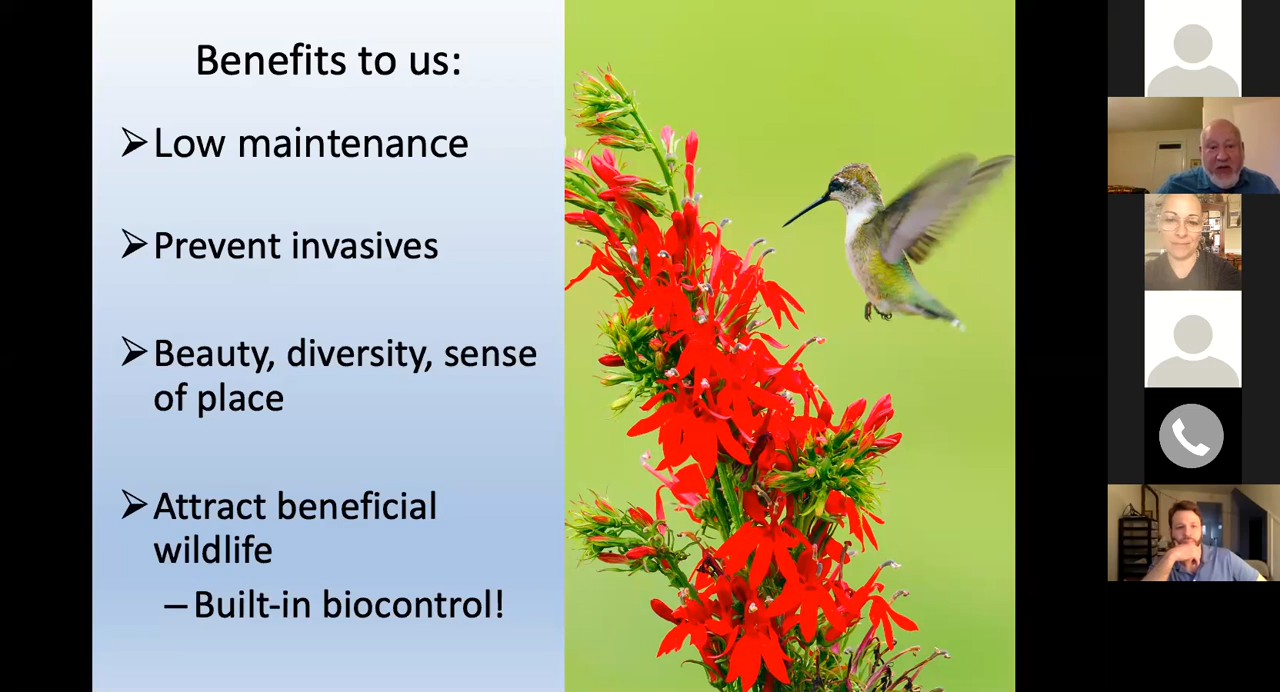 Benefits to us:
Low maintenance
Prevent invasives
Beauty, diversity, sense
of place
Attract beneficial
wildlife
– Built-in biocontrol!